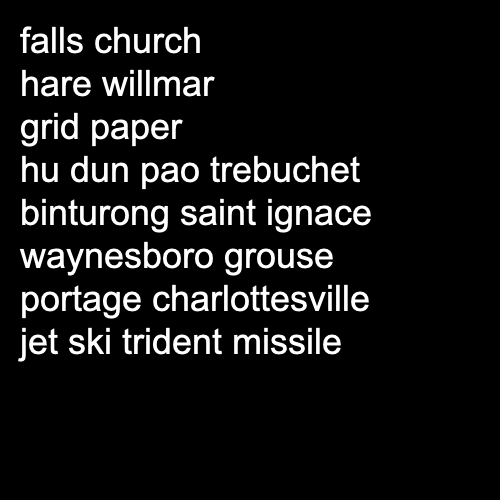 falls church
hare willmar
grid paper
hu dun pao trebuchet
binturong saint ignace
waynesboro grouse
portage charlottesville
jet ski trident missile